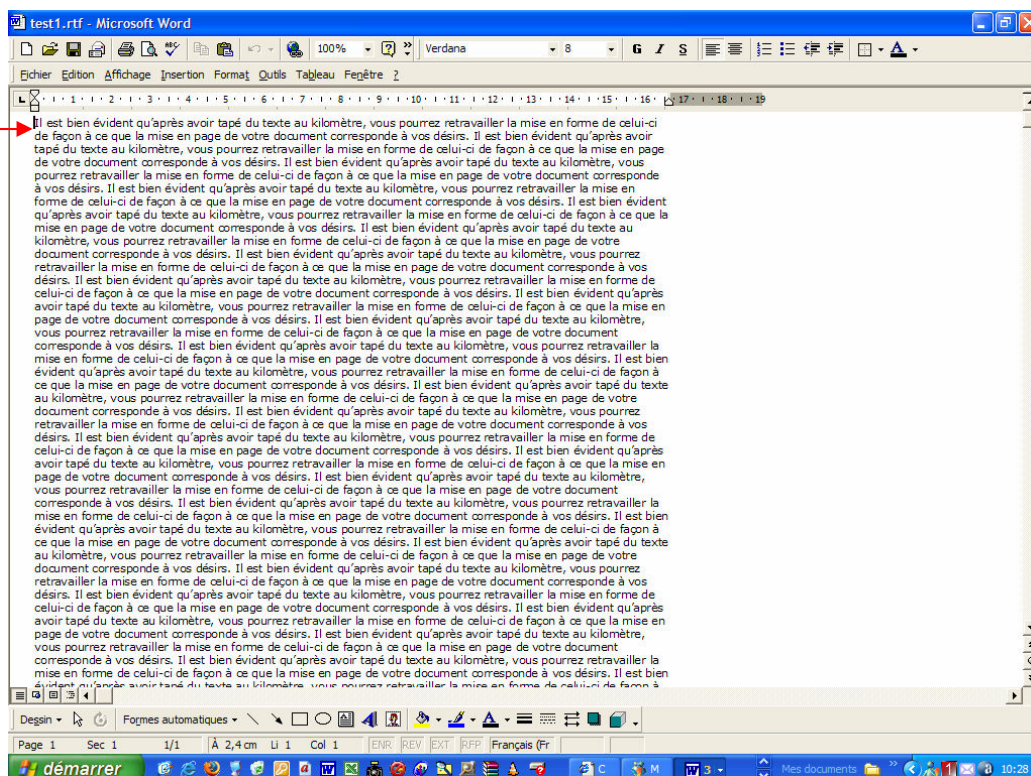 test1.rtf - Microsoft Word
100% Verdana 8 G I S
Fichier Edition Affichage Insertion Format Outils Tableau Fenêtre ?
1 2 3 4 5 6 7 8 9 10 11 12 13 14 15 16 17 18 19
Il est bien évident qu'après avoir tapé du texte au kilomètre, vous pourrez retravailler la mise en forme de celui-ci
de façon à ce que la mise en page de votre document corresponde à vos désirs. Il est bien évident qu'après avoir
tapé du texte au kilomètre, vous pourrez retravailler la mise en forme de celui-ci de façon à ce que la mise en page
de votre document corresponde à vos désirs. Il est bien évident qu'après avoir tapé du texte au kilomètre, vous
pourrez retravailler la mise en forme de celui-ci de façon à ce que la mise en page de votre document corresponde
à vos désirs. Il est bien évident qu'après avoir tapé du texte au kilomètre, vous pourrez retravailler la mise en
forme de celui-ci de façon à ce que la mise en page de votre document corresponde à vos désirs. Il est bien évident
qu'après avoir tapé du texte au kilomètre, vous pourrez retravailler la mise en forme de celui-ci de façon à ce que la
mise en page de votre document corresponde à vos désirs. Il est bien évident qu'après avoir tapé du texte au
kilomètre, vous pourrez retravailler la mise en forme de celui-ci de façon à ce que la mise en page de votre
document corresponde à vos désirs. Il est bien évident qu'après avoir tapé du texte au kilomètre, vous pourrez
retravailler la mise en forme de celui-ci de façon à ce que la mise en page de votre document corresponde à vos
désirs. Il est bien évident qu'après avoir tapé du texte au kilomètre, vous pourrez retravailler la mise en forme de
celui-ci de façon à ce que la mise en page de votre document corresponde à vos désirs. Il est bien évident qu'après
avoir tapé du texte au kilomètre, vous pourrez retravailler la mise en forme de celui-ci de façon à ce que la mise en
page de votre document corresponde à vos désirs. Il est bien évident qu'après avoir tapé du texte au kilomètre,
vous pourrez retravailler la mise en forme de celui-ci de façon à ce que la mise en page de votre document
corresponde à vos désirs. Il est bien évident qu'après avoir tapé du texte au kilomètre, vous pourrez retravailler la
mise en forme de celui-ci de façon à ce que la mise en page de votre document corresponde à vos désirs. Il est bien
évident qu'après avoir tapé du texte au kilomètre, vous pourrez retravailler la mise en forme de celui-ci de façon à
ce que la mise en page de votre document corresponde à vos désirs. Il est bien évident qu'après avoir tapé du texte
au kilomètre, vous pourrez retravailler la mise en forme de celui-ci de façon à ce que la mise en page de votre
document corresponde à vos désirs. Il est bien évident qu'après avoir tapé du texte au kilomètre, vous pourrez
retravailler la mise en forme de celui-ci de façon à ce que la mise en page de votre document corresponde à vos
désirs. Il est bien évident qu'après avoir tapé du texte au kilomètre, vous pourrez retravailler la mise en forme de
celui-ci de façon à ce que la mise en page de votre document corresponde à vos désirs. Il est bien évident qu'après
avoir tapé du texte au kilomètre, vous pourrez retravailler la mise en forme de celui-ci de façon à ce que la mise en
page de votre document corresponde à vos désirs. Il est bien évident qu'après avoir tapé du texte au kilomètre,
vous pourrez retravailler la mise en forme de celui-ci de façon à ce que la mise en page de votre document
corresponde à vos désirs. Il est bien évident qu'après avoir tapé du texte au kilomètre, vous pourrez retravailler la
mise en forme de celui-ci de façon à ce que la mise en page de votre document corresponde à vos désirs. Il est bien
évident qu'après avoir tapé du texte au kilomètre, vous pourrez retravailler la mise en forme de celui-ci de façon à
ce que la mise en page de votre document corresponde à vos désirs. Il est bien évident qu'après avoir tapé du texte
au kilomètre, vous pourrez retravailler la mise en forme de celui-ci de façon à ce que la mise en page de votre
document corresponde à vos désirs. Il est bien évident qu'après avoir tapé du texte au kilomètre, vous pourrez
retravailler la mise en forme de celui-ci de façon à ce que la mise en page de votre document corresponde à vos
désirs. Il est bien évident qu'après avoir tapé du texte au kilomètre, vous pourrez retravailler la mise en forme de
celui-ci de façon à ce que la mise en page de votre document corresponde à vos désirs. Il est bien évident qu'après
avoir tapé du texte au kilomètre, vous pourrez retravailler la mise en forme de celui-ci de façon à ce que la mise en
page de votre document corresponde à vos désirs. Il est bien évident qu'après avoir tapé du texte au kilomètre,
vous pourrez retravailler la mise en forme de celui-ci de façon à ce que la mise en page de votre document
corresponde à vos désirs. Il est bien évident qu'après avoir tapé du texte au kilomètre, vous pourrez retravailler la
mise en forme de celui-ci de façon à ce que la mise en page de votre document corresponde à vos désirs. Il est bien
évident qu'après avoir tapé du texte au kilomètre, vous pourrez retravailler la mise en forme de celui-ci de façon à
Dessin Formes automatiques
Page 1 Sec 1 1/1 À 2,4 cm Li 1 Col 1 ENR REV EXT RFP Français (Fr
démarrer C M 3 Mes documents 10:28